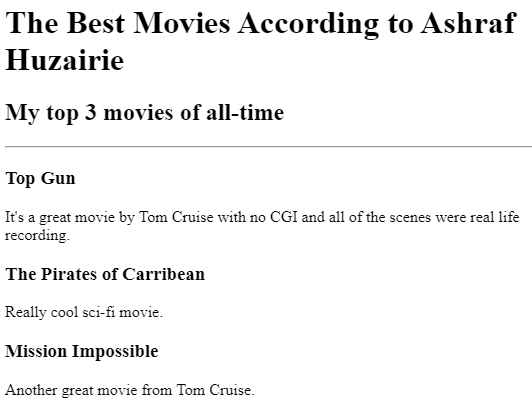 The Best Movies According to Ashraf
Huzairie
My top 3 movies of all-time
Top Gun
It's a great movie by Tom Cruise with no CGI and all of the scenes were real life
recording.
The Pirates of Carribean
Really cool sci-fi movie.
Mission Impossible
Another great movie from Tom Cruise.